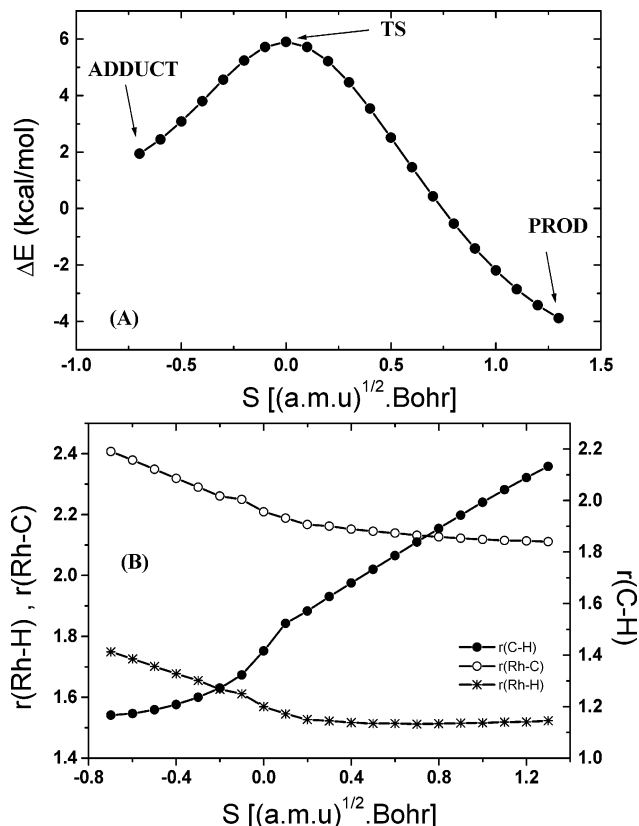 (A)
TS
ADDUCT
PROD
ΔE (kcal/mol)
6
4
2
0
-2
-4
-1.0 -0.5 0.0 0.5 1.0 1.5
S [(a.m.u)^1/2.Bohr]
(B)
r(Rh-H) , r(Rh-C)
2.4
2.2
2.0
1.8
1.6
1.4
r(C-H)
2.2
2.0
1.8
1.6
1.4
1.2
1.0
r(C-H)
r(Rh-C)
r(Rh-H)
-0.8 -0.4 0.0 0.4 0.8 1.2
S [(a.m.u)^1/2.Bohr]